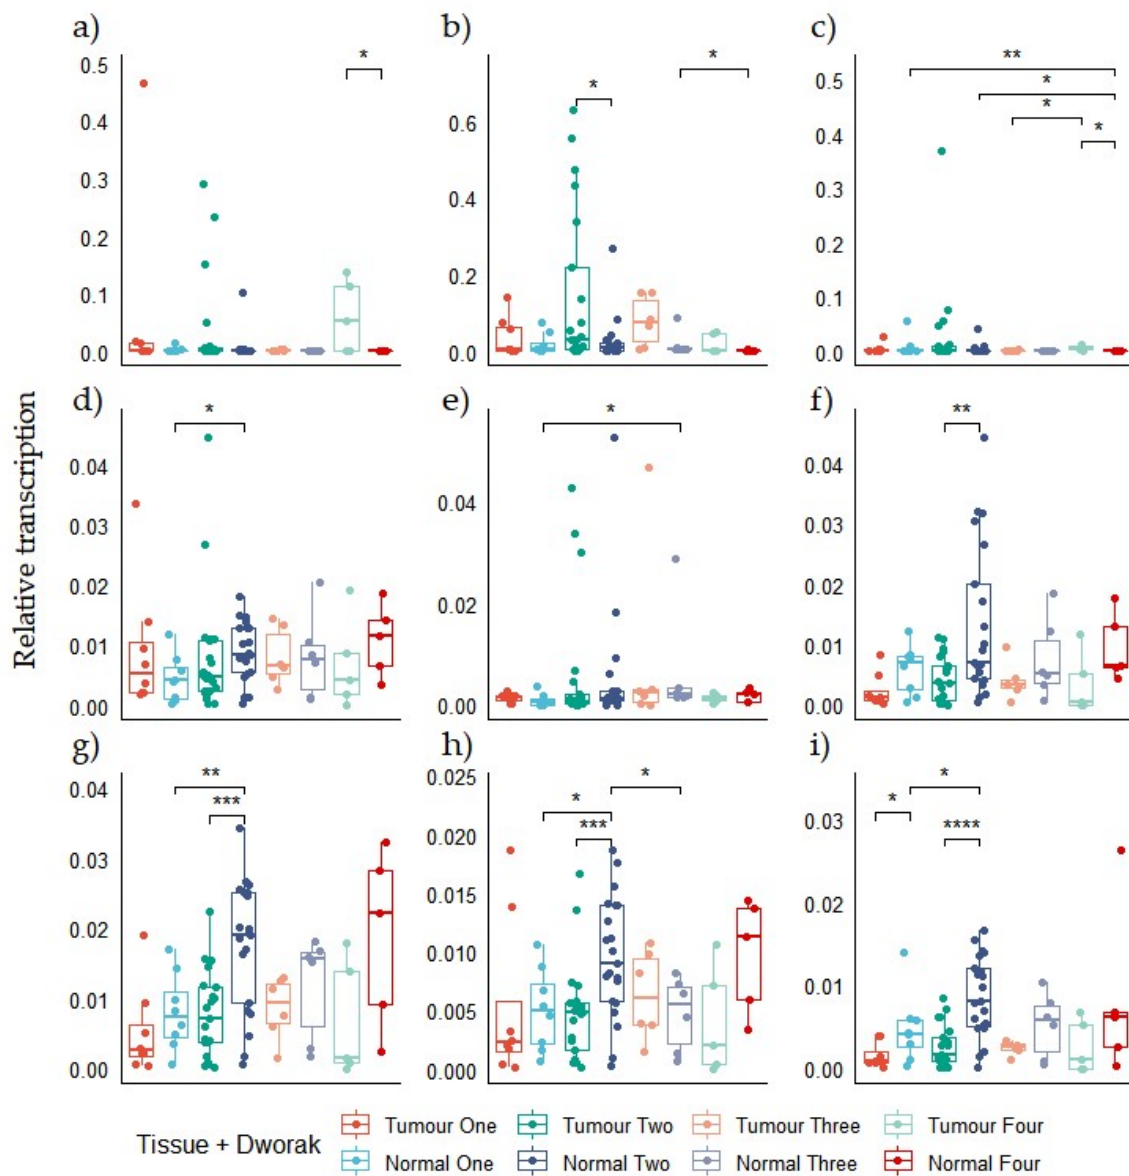 a) b) c)
* * * ** * * * *
0.5 0.4 0.3 0.2 0.1 0.0
0.6 0.4 0.2 0.0
0.5 0.4 0.3 0.2 0.1 0.0
Relative transcription
d) e) f)
* * **
0.04 0.03 0.02 0.01 0.00
0.04 0.02 0.00
0.04 0.03 0.02 0.01 0.00
g) h) i)
** *** * * *** * * ****
0.04 0.03 0.02 0.01 0.00
0.025 0.020 0.015 0.010 0.005 0.000
0.03 0.02 0.01 0.00
Tissue + Dworak
Tumour One Tumour Two Tumour Three Tumour Four
Normal One Normal Two Normal Three Normal Four